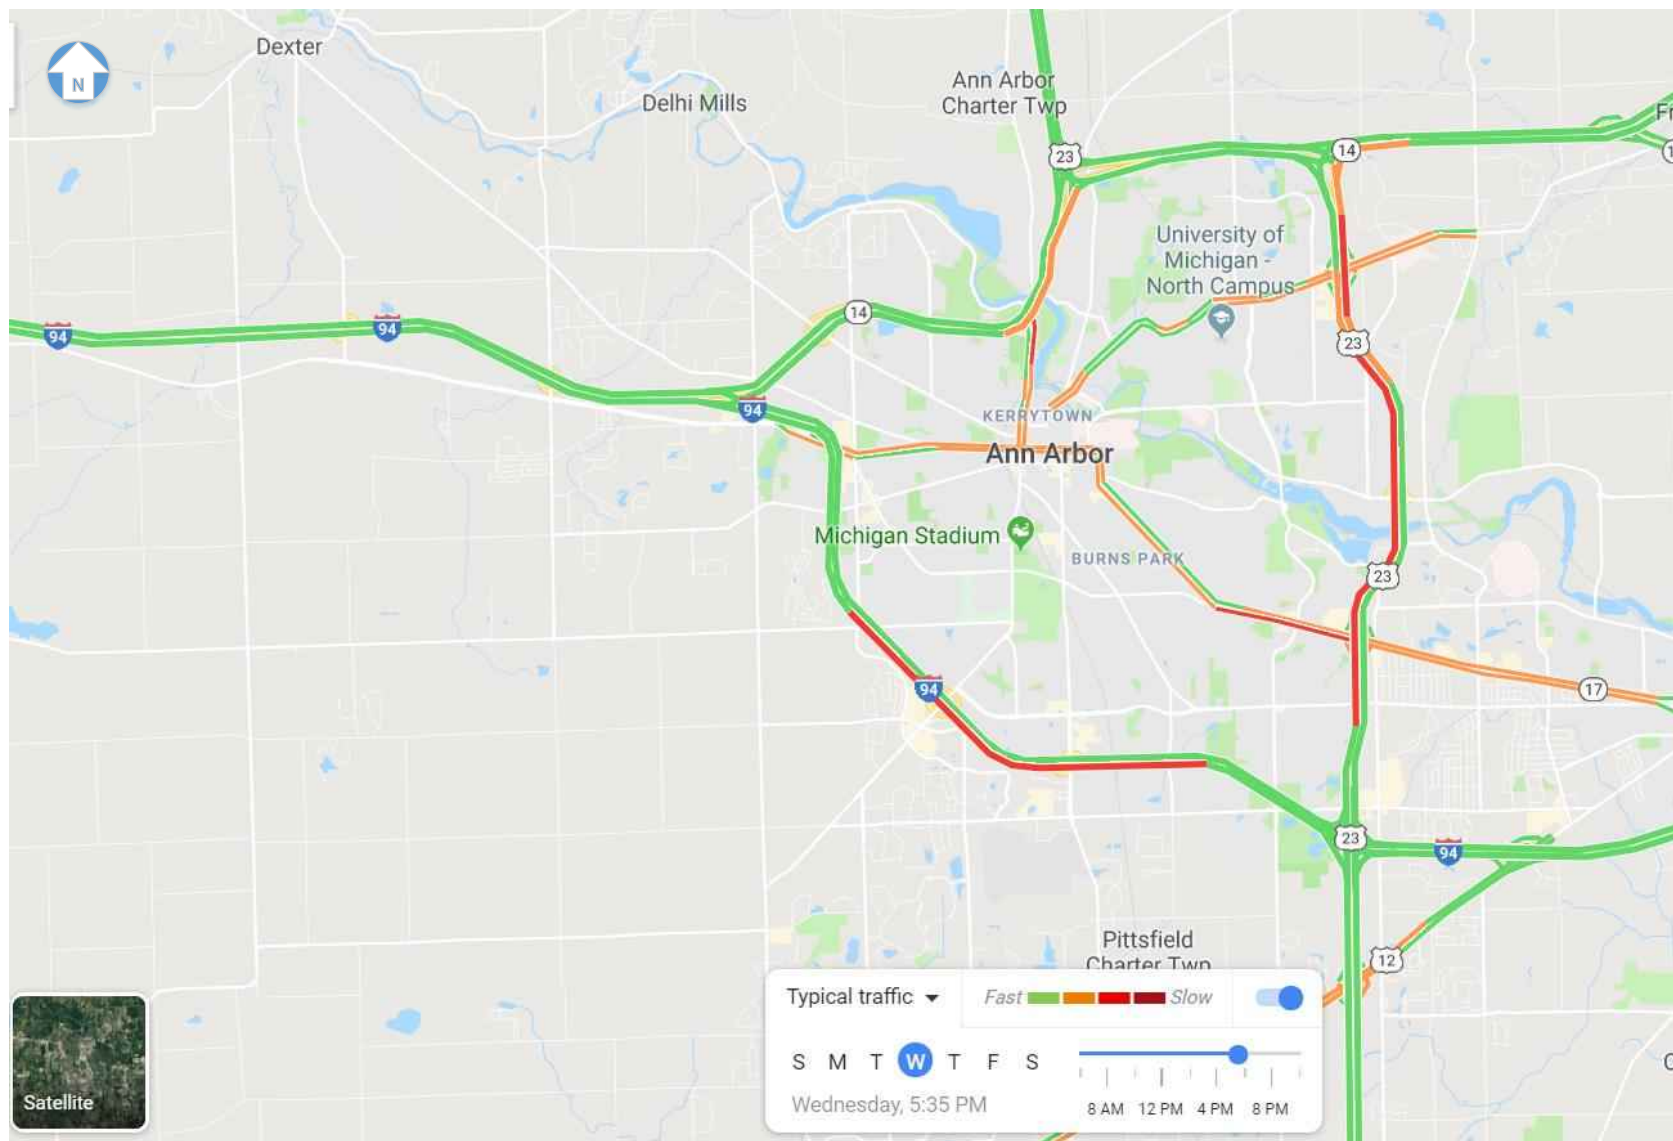 Dexter
N
Delhi Mills
Ann Arbor
Charter Twp
Fr
23
14
1
University of
Michigan -
North Campus
94
94
14
23
94
KERRYTOWN
Ann Arbor
Michigan Stadium
BURNS PARK
23
94
17
23
94
Pittsfield
Charter Twp
12
Typical traffic
Fast
Slow
S M T W T F S
Wednesday, 5:35 PM
8 AM 12 PM 4 PM 8 PM
Satellite